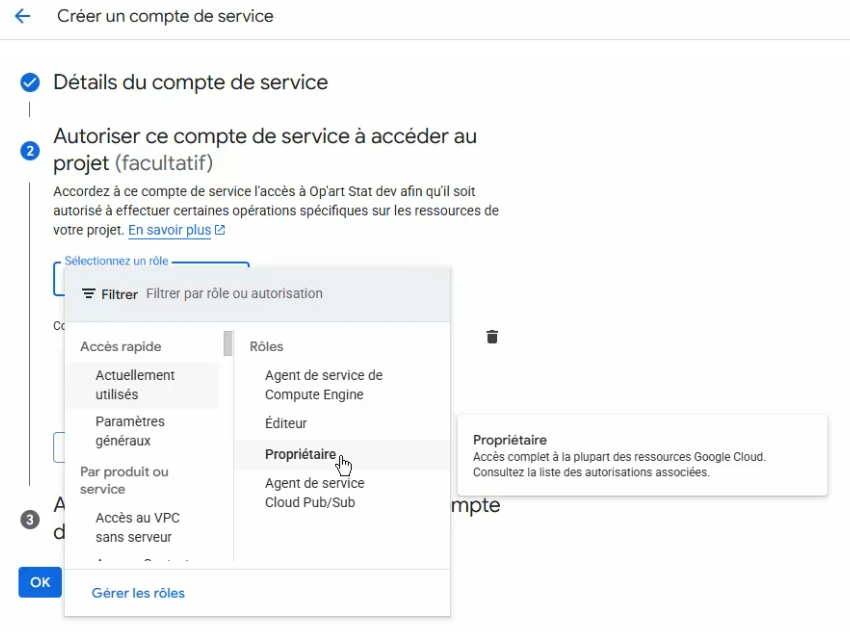 Créer un compte de service
Détails du compte de service
2
Autoriser ce compte de service à accéder au
projet (facultatif)
Accordez à ce compte de service l'accès à Op'art Stat dev afin qu'il soit
autorisé à effectuer certaines opérations spécifiques sur les ressources de
votre projet. En savoir plus
Sélectionnez un rôle
Filtrer Filtrer par rôle ou autorisation
Accès rapide
Actuellement
utilisés
Paramètres
généraux
Par produit ou
service
Accès au VPC
sans serveur
Rôles
Agent de service de
Compute Engine
Éditeur
Propriétaire
Agent de service
Cloud Pub/Sub
Gérer les rôles
Propriétaire
Accès complet à la plupart des ressources Google Cloud.
Consultez la liste des autorisations associées.
3
OK